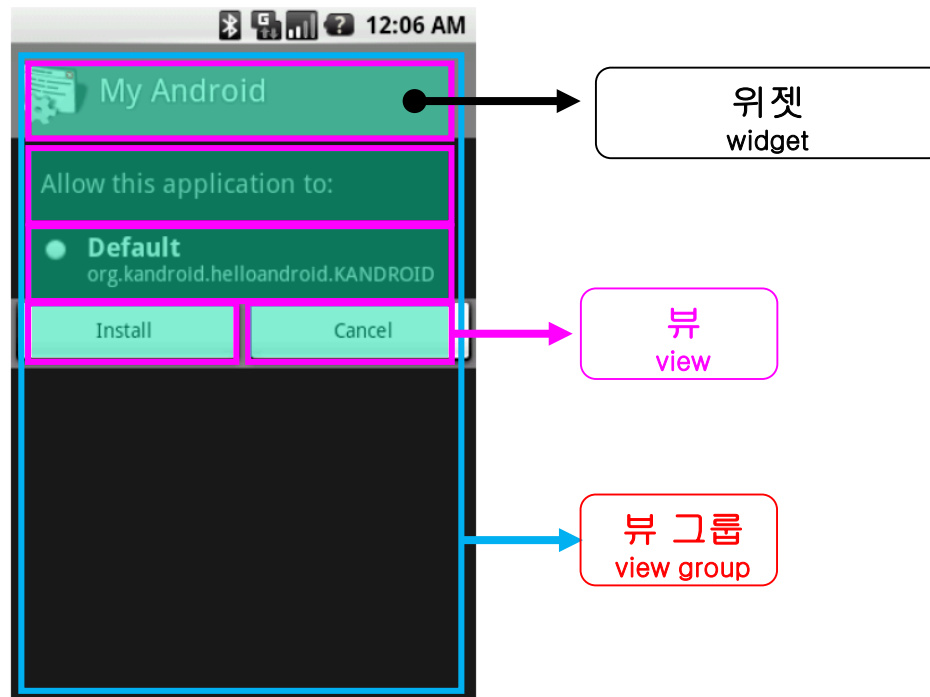 12:06 AM
My Android
위젯
widget
Allow this application to:
Default
org.kandroid.helloandroid.KANDROID
Install
Cancel
뷰
view
뷰 그룹
view group